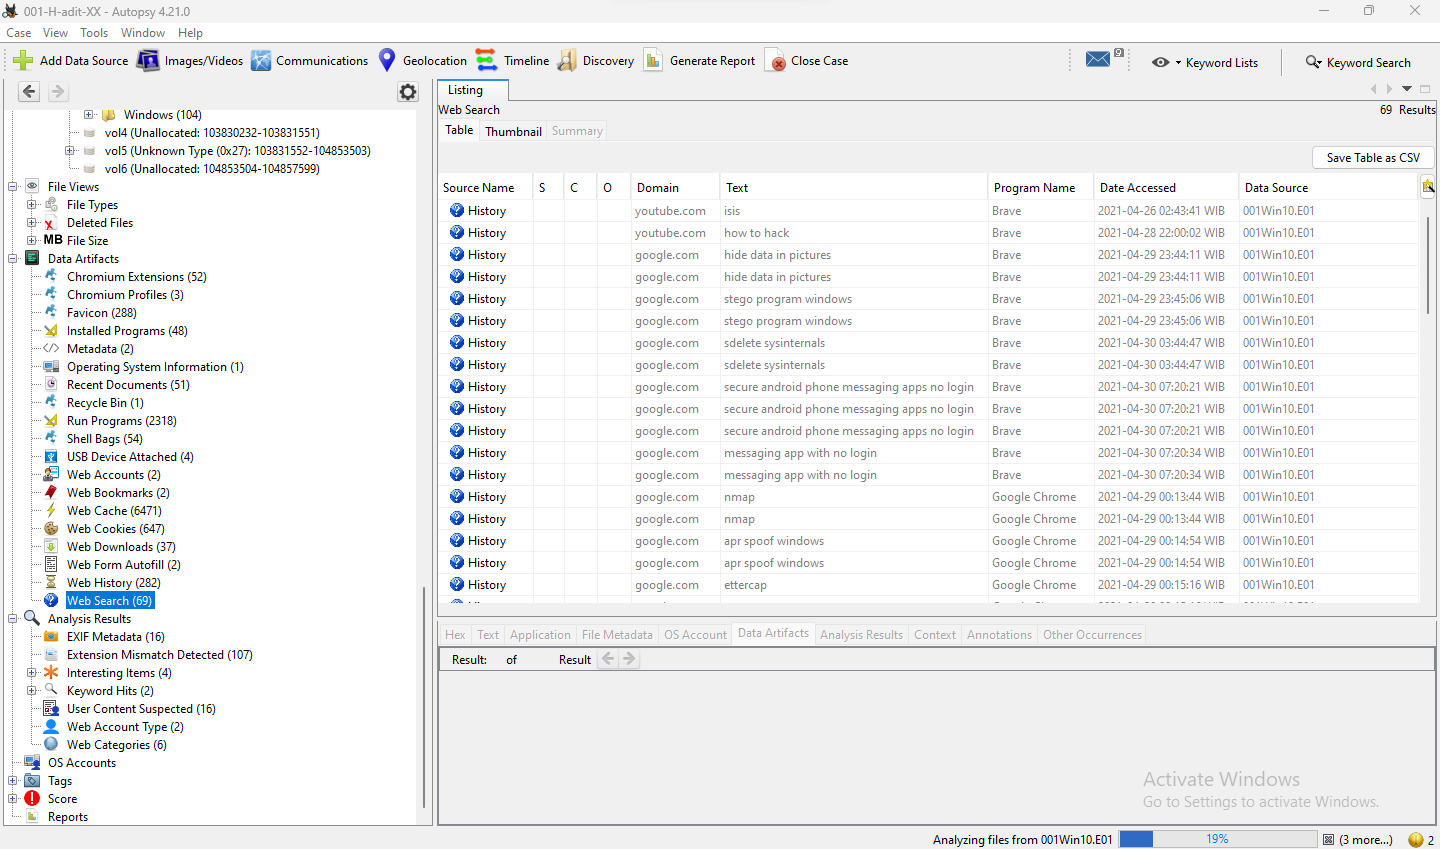 001-H-adit-XX - Autopsy 4.21.0
Case View Tools Window Help
Add Data Source Images/Videos Communications Geolocation Timeline Discovery Generate Report Close Case 9 Keyword Lists Keyword Search
Windows (104)
vol4 (Unallocated: 103830232-103831551)
vol5 (Unknown Type (0x27): 103831552-104853503)
vol6 (Unallocated: 104853504-104857599)
File Views
File Types
Deleted Files
MB File Size
Data Artifacts
Chromium Extensions (52)
Chromium Profiles (3)
Favicon (288)
Installed Programs (48)
Metadata (2)
Operating System Information (1)
Recent Documents (51)
Recycle Bin (1)
Run Programs (2318)
Shell Bags (54)
USB Device Attached (4)
Web Accounts (2)
Web Bookmarks (2)
Web Cache (6471)
Web Cookies (647)
Web Downloads (37)
Web Form Autofill (2)
Web History (282)
Web Search (69)
Analysis Results
EXIF Metadata (16)
Extension Mismatch Detected (107)
Interesting Items (4)
Keyword Hits (2)
User Content Suspected (16)
Web Account Type (2)
Web Categories (6)
OS Accounts
Tags
Score
Reports
Listing
Web Search 69 Results
Table Thumbnail Summary
Save Table as CSV
Source Name S C O Domain Text Program Name Date Accessed Data Source
History youtube.com isis Brave 2021-04-26 02:43:41 WIB 001Win10.E01
History youtube.com how to hack Brave 2021-04-28 22:00:02 WIB 001Win10.E01
History google.com hide data in pictures Brave 2021-04-29 23:44:11 WIB 001Win10.E01
History google.com hide data in pictures Brave 2021-04-29 23:44:11 WIB 001Win10.E01
History google.com stego program windows Brave 2021-04-29 23:45:06 WIB 001Win10.E01
History google.com stego program windows Brave 2021-04-29 23:45:06 WIB 001Win10.E01
History google.com sdelete sysinternals Brave 2021-04-30 03:44:47 WIB 001Win10.E01
History google.com sdelete sysinternals Brave 2021-04-30 03:44:47 WIB 001Win10.E01
History google.com secure android phone messaging apps no login Brave 2021-04-30 07:20:21 WIB 001Win10.E01
History google.com secure android phone messaging apps no login Brave 2021-04-30 07:20:21 WIB 001Win10.E01
History google.com secure android phone messaging apps no login Brave 2021-04-30 07:20:21 WIB 001Win10.E01
History google.com messaging app with no login Brave 2021-04-30 07:20:34 WIB 001Win10.E01
History google.com messaging app with no login Brave 2021-04-30 07:20:34 WIB 001Win10.E01
History google.com nmap Google Chrome 2021-04-29 00:13:44 WIB 001Win10.E01
History google.com nmap Google Chrome 2021-04-29 00:13:44 WIB 001Win10.E01
History google.com apr spoof windows Google Chrome 2021-04-29 00:14:54 WIB 001Win10.E01
History google.com apr spoof windows Google Chrome 2021-04-29 00:14:54 WIB 001Win10.E01
History google.com ettercap Google Chrome 2021-04-29 00:15:16 WIB 001Win10.E01
Hex Text Application File Metadata OS Account Data Artifacts Analysis Results Context Annotations Other Occurrences
Result: of Result
Activate Windows
Go to Settings to activate Windows.
Analyzing files from 001Win10.E01 19% (3 more...) 2